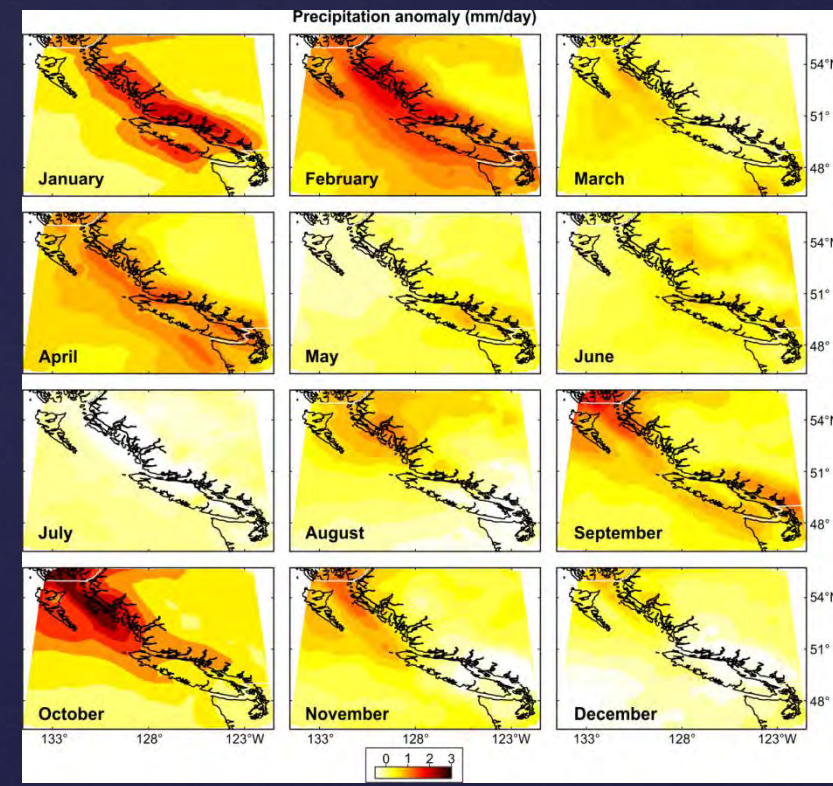 Precipitation anomaly (mm/day)
January
February
March
54°N
51°
48°
April
May
June
54°
51°
48°
July
August
September
54°
51°
48°
October
November
December
54°
51°
48°
133°
128°
123°W
133°
128°
123°W
133°
128°
123°W
0 1 2 3